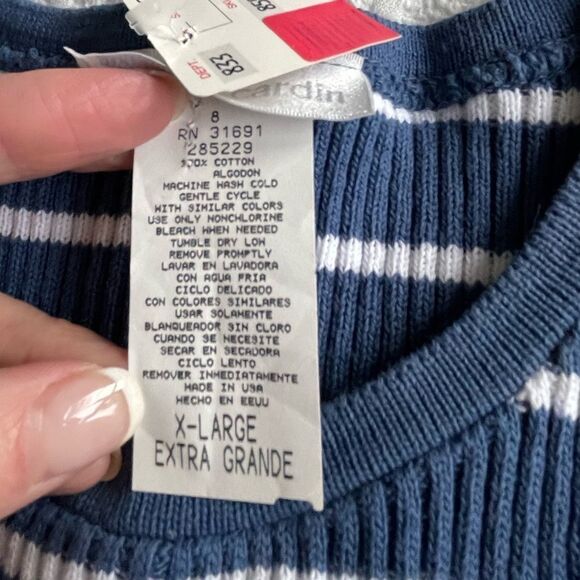 DEPT.
833
ardin
8
RN 31691
285229
100% COTTON
ALGODON
MACHINE WASH COLD
GENTLE CYCLE
WITH SIMILAR COLORS
USE ONLY NONCHLORINE
BLEACH WHEN NEEDED
TUMBLE DRY LOW
REMOVE PROMPTLY
LAVAR EN LAVADORA
CON AGUA FRIA
CICLO DELICADO
CON COLORES SIMILARES
USAR SOLAMENTE
BLANQUEADOR SIN CLORO
CUANDO SE NECESITE
SECAR EN SECADORA
CICLO LENTO
REMOVER INMEDIATAMENTE
MADE IN USA
HECHO EN EEUU
X-LARGE
EXTRA GRANDE